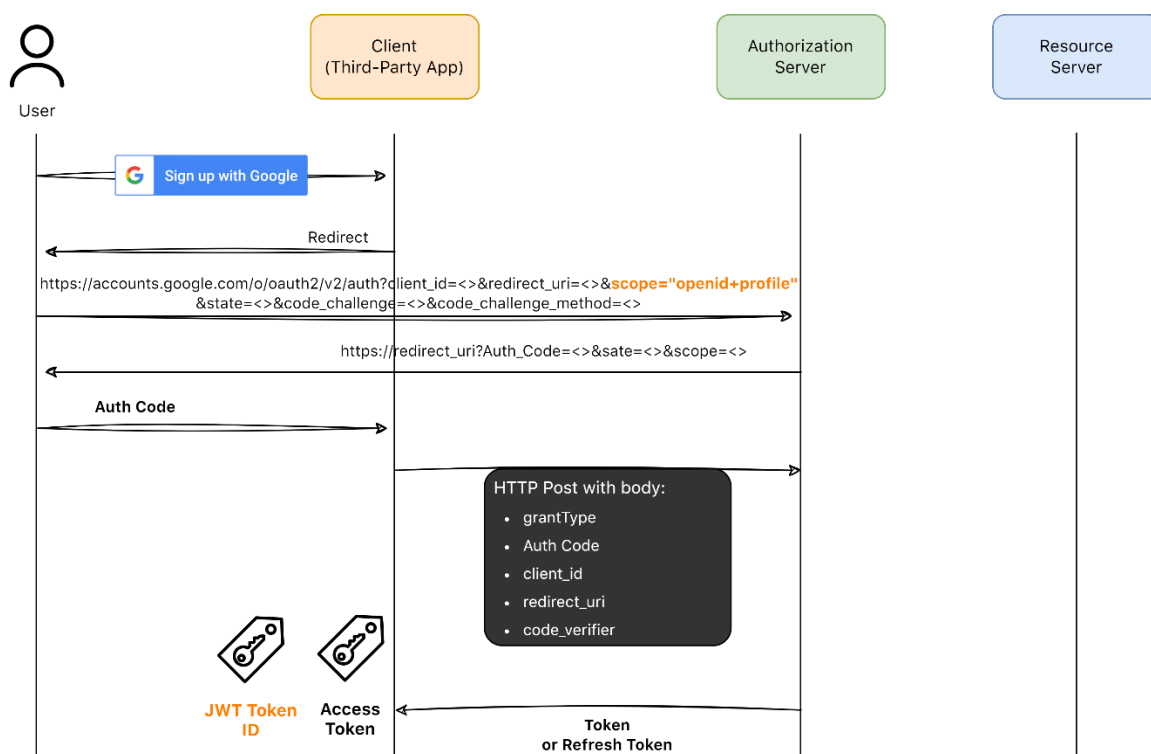 User
Client
(Third-Party App)
Authorization
Server
Resource
Server
Sign up with Google
Redirect
https://accounts.google.com/o/oauth2/v2/auth?client_id=<>&redirect_uri=<>&scope="openid+profile"
&state=<>&code_challenge=<>&code_challenge_method=<>
https://redirect_uri?Auth_Code=<>&sate=<>&scope=<>
Auth Code
HTTP Post with body:
• grantType
• Auth Code
• client_id
• redirect_uri
• code_verifier
JWT Token
ID
Access
Token
Token
or Refresh Token